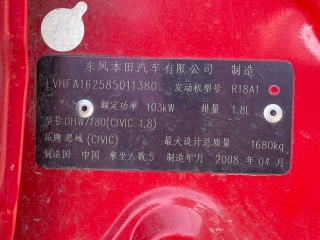 东风本田汽车有限公司 制造
LVHFA162585011380 发动机型号 R18A1
额定功率 103kW 排量 1.8L
型号 DHW7180(CIVIC 1.8)
品牌 思域(CIVIC) 最大设计总质量 1680kg
制造国 中国 乘坐人数 5 制造年月 2008 年 04 月